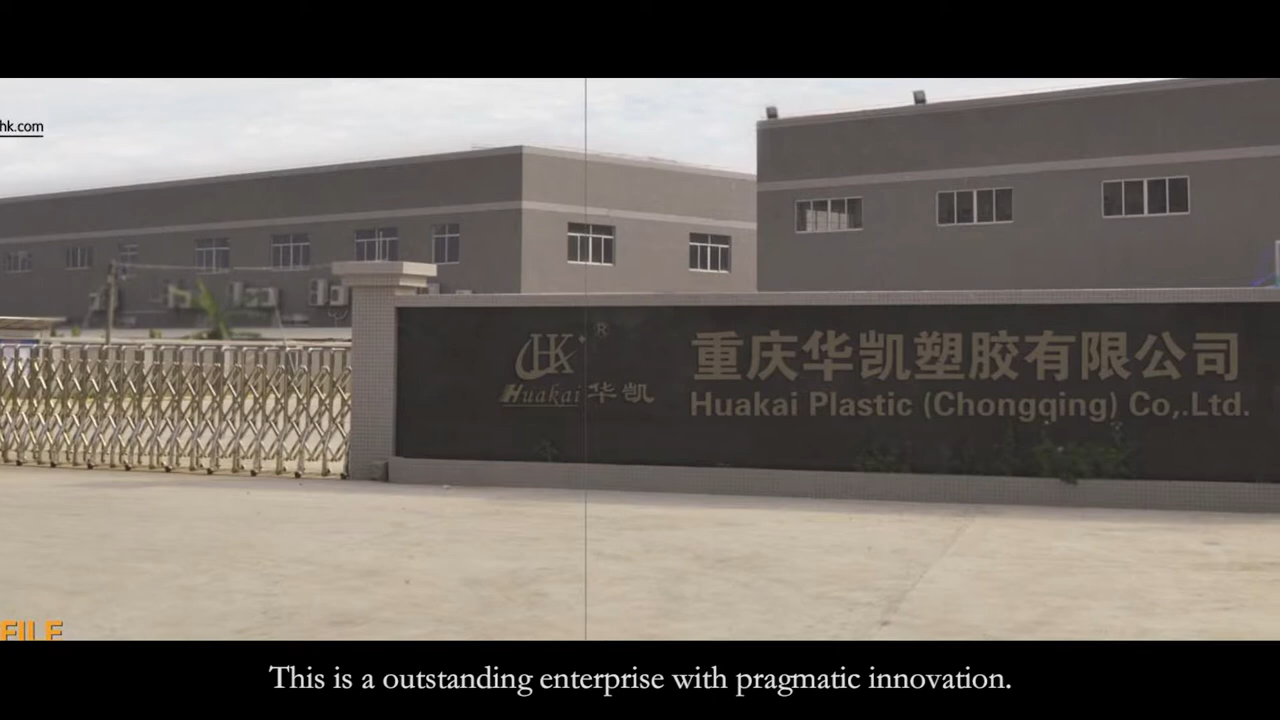 hk.com
HK
®
Huakai 华凯
重庆华凯塑胶有限公司
Huakai Plastic (Chongqing) Co,.Ltd.
FILE
This is a outstanding enterprise with pragmatic innovation.